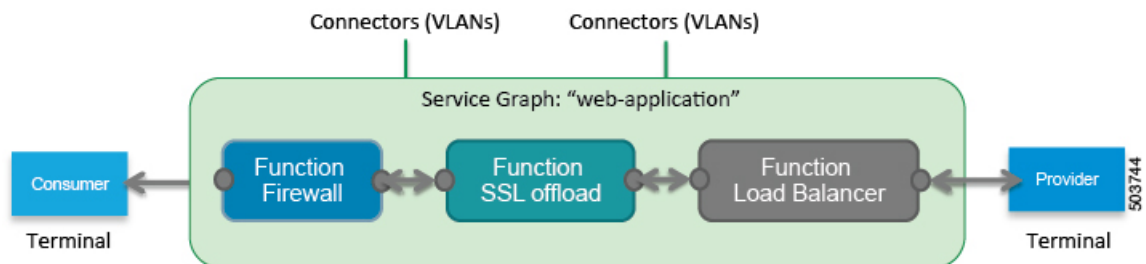 Connectors (VLANs)
Connectors (VLANs)
Service Graph: “web-application”
Consumer
Function
Firewall
Function
SSL offload
Function
Load Balancer
Provider
503744
Terminal
Terminal